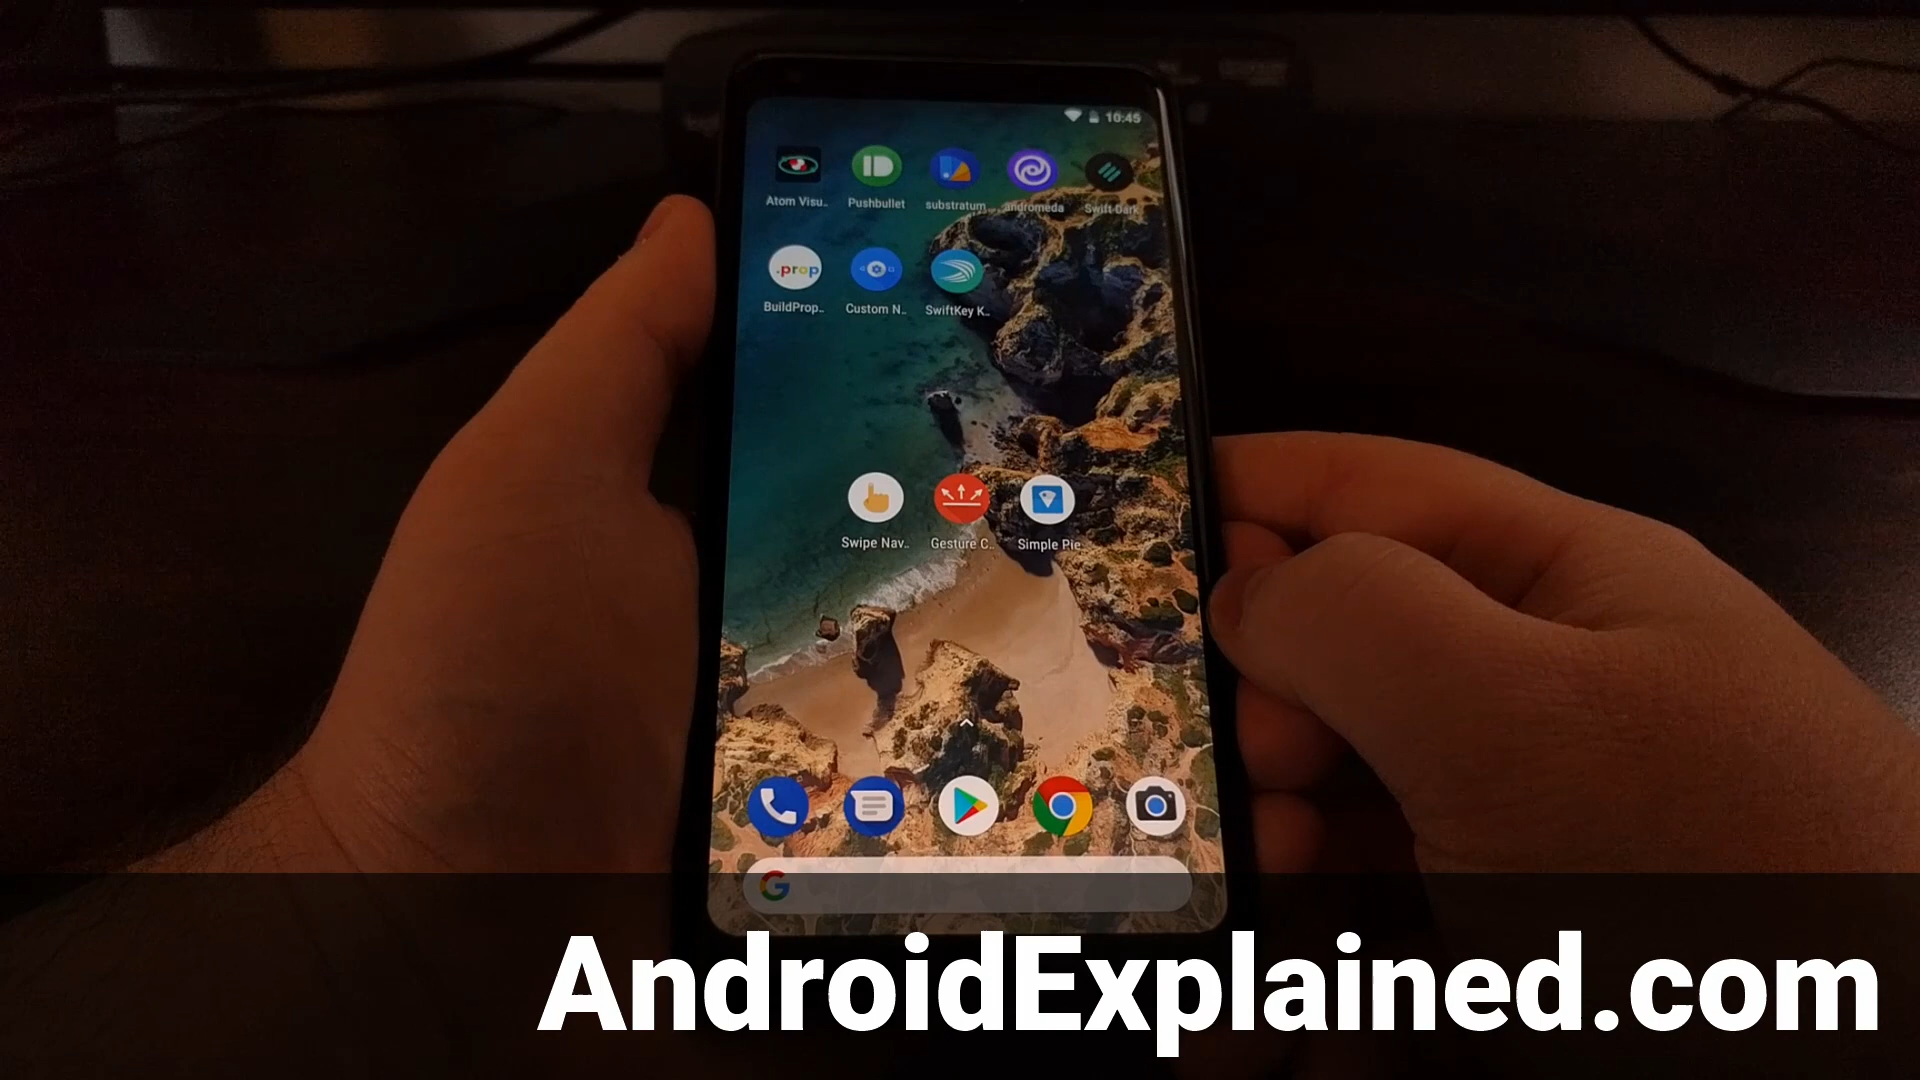 10:45
Atom Visu..
Pushbullet
substratum
andromeda
Swift Dark
.prop
BuildProp..
Custom N..
SwiftKey K..
Swipe Nav..
Gesture C..
Simple Pie
G
AndroidExplained.com